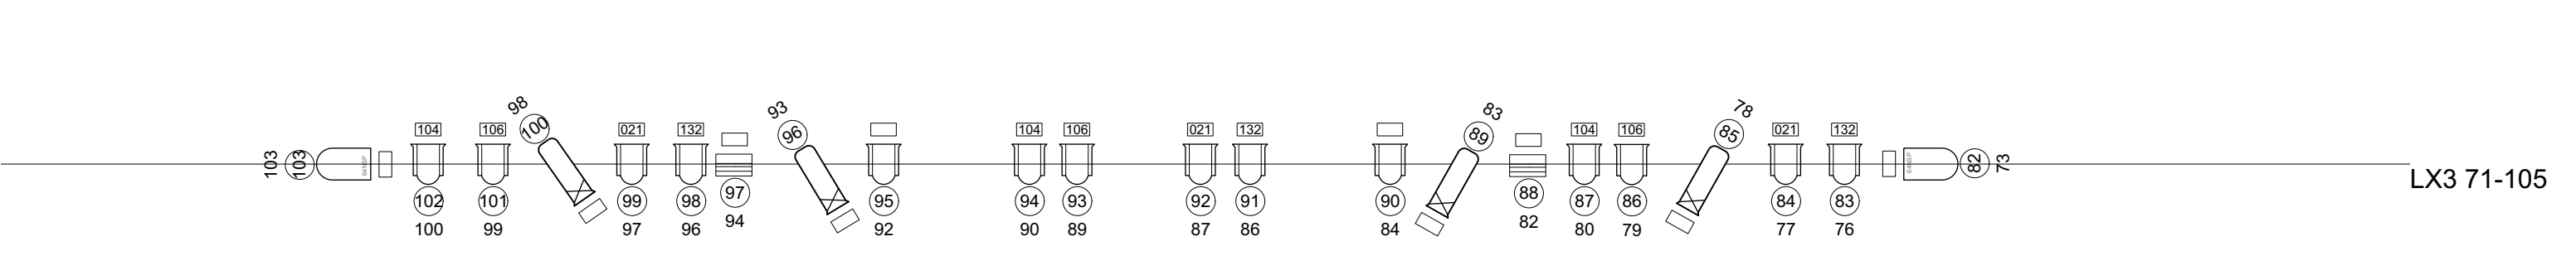 98 93 83 78
104 106 100 021 132 96 104 106 021 132 89 104 106 85 021 132
103 103 64NSP 64NSP 82 73
LX3 71-105
102 101 99 98 97 95 94 93 92 91 90 88 87 86 84 83
100 99 97 96 94 92 90 89 87 86 84 82 80 79 77 76